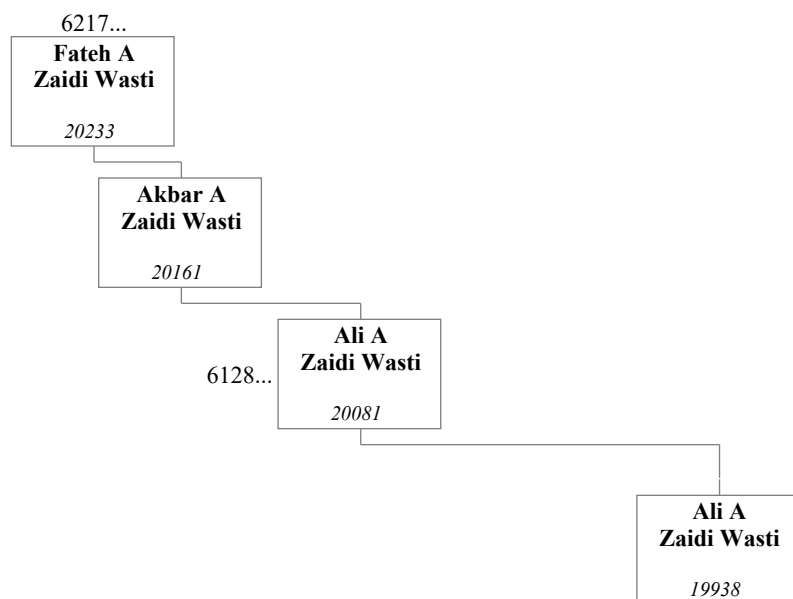 6217...
Fateh A
Zaidi Wasti
20233
Akbar A
Zaidi Wasti
20161
Ali A
Zaidi Wasti
6128...
20081
Ali A
Zaidi Wasti
19938